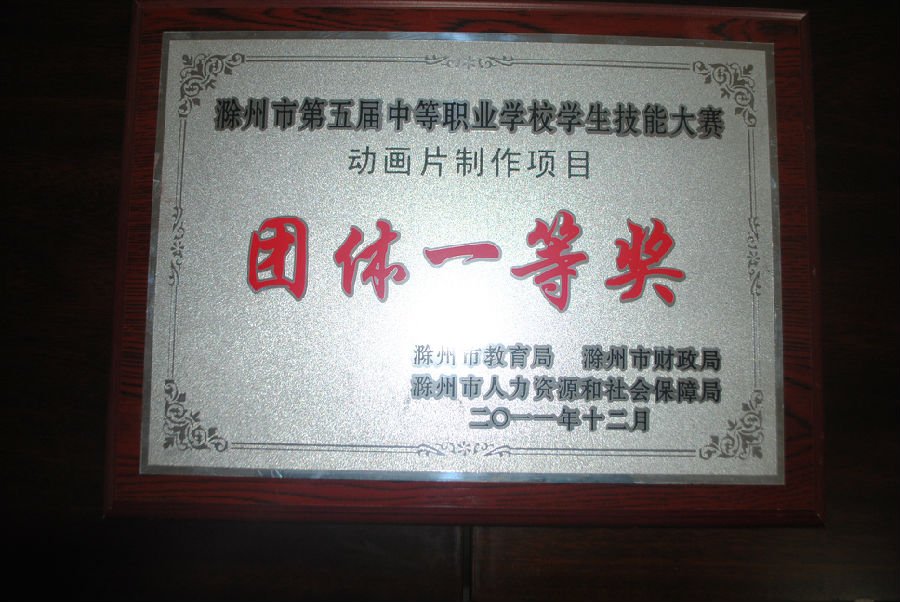 滁州市第五届中等职业学校学生技能大赛
动画片制作项目
团体一等奖
滁州市教育局 滁州市财政局
滁州市人力资源和社会保障局
二〇一一年十二月